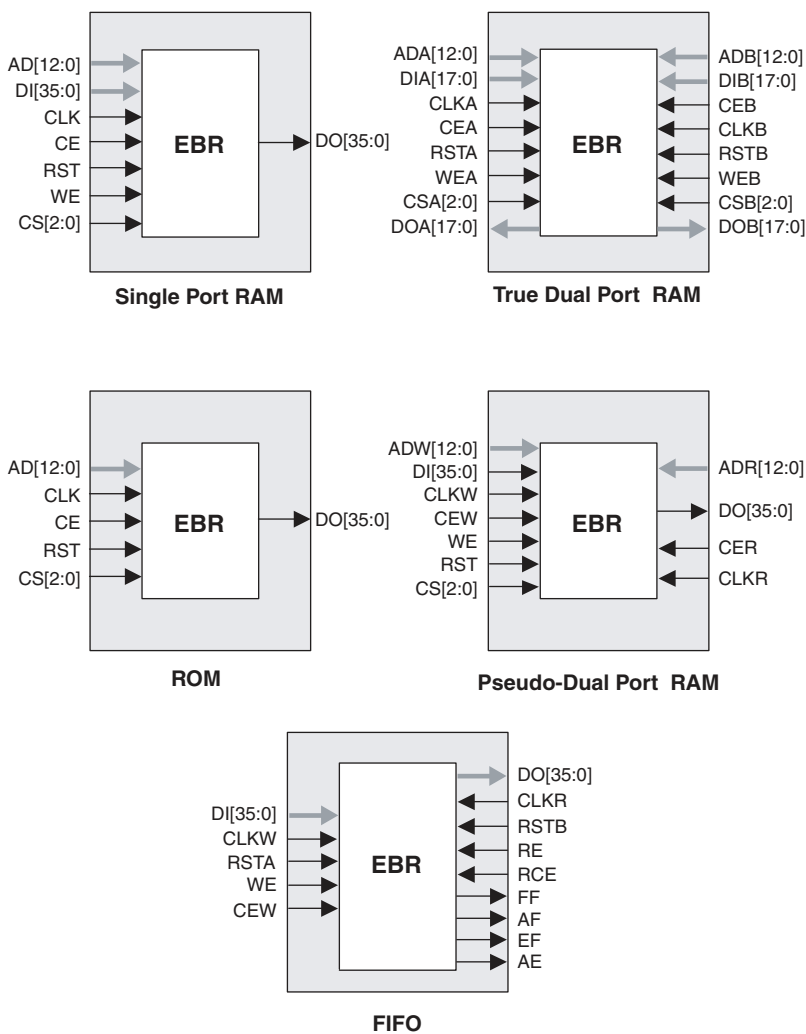 AD[12:0]
DI[35:0]
CLK
CE
RST
WE
CS[2:0]
EBR
DO[35:0]
Single Port RAM
ADA[12:0]
DIA[17:0]
CLKA
CEA
RSTA
WEA
CSA[2:0]
DOA[17:0]
EBR
ADB[12:0]
DIB[17:0]
CEB
CLKB
RSTB
WEB
CSB[2:0]
DOB[17:0]
True Dual Port RAM
AD[12:0]
CLK
CE
RST
CS[2:0]
EBR
DO[35:0]
ROM
ADW[12:0]
DI[35:0]
CLKW
CEW
WE
RST
CS[2:0]
EBR
ADR[12:0]
DO[35:0]
CER
CLKR
Pseudo-Dual Port RAM
DI[35:0]
CLKW
RSTA
WE
CEW
EBR
DO[35:0]
CLKR
RSTB
RE
RCE
FF
AF
EF
AE
FIFO